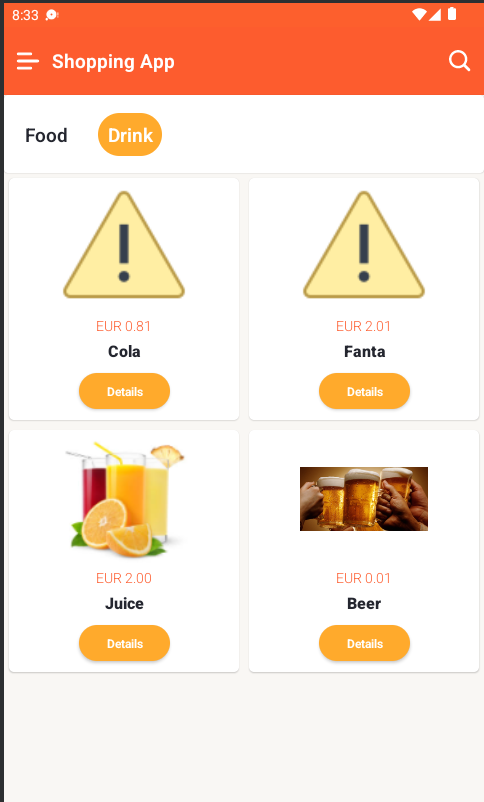 8:33
Shopping App
Food
Drink
EUR 0.81
EUR 2.01
Cola
Fanta
Details
Details
EUR 2.00
EUR 0.01
Juice
Beer
Details
Details